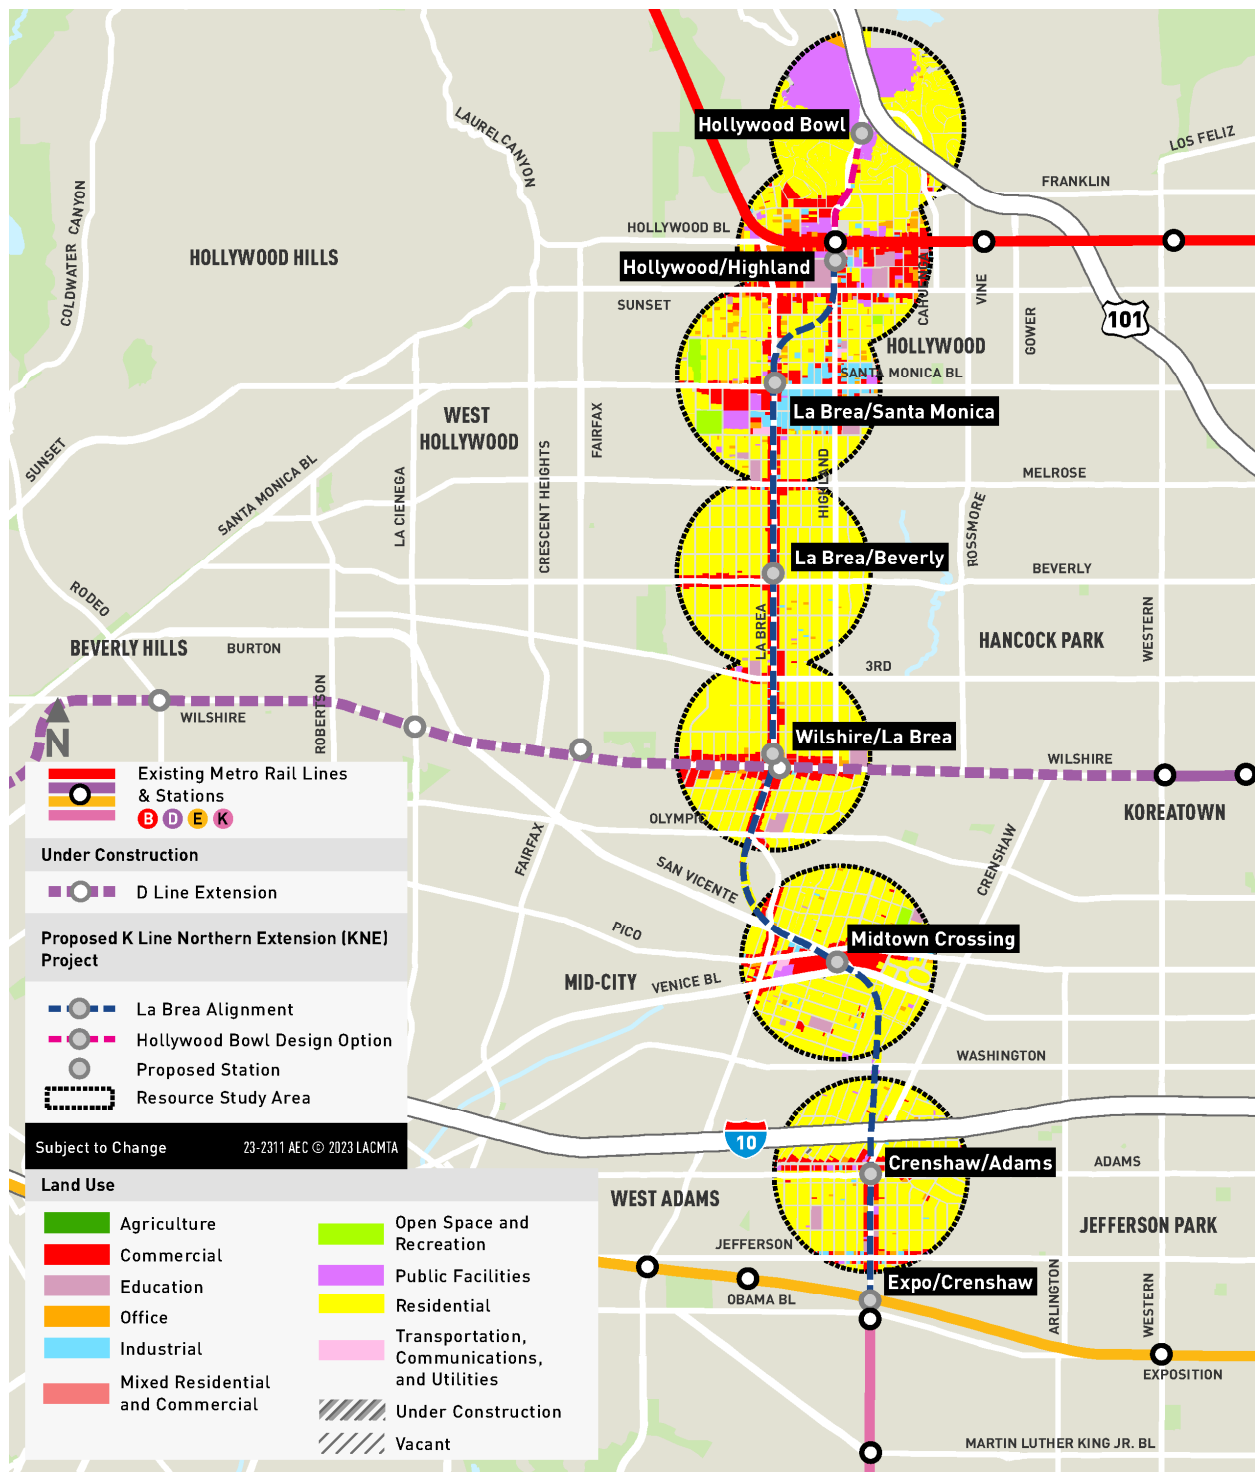 Hollywood Bowl
LAUREL CANYON
LOS FELIZ
FRANKLIN
COLDWATER CANYON
HOLLYWOOD BL
HOLLYWOOD HILLS
Hollywood/Highland
CAHUENGA
VINE
SUNSET
GOWER
101
HOLLYWOOD
SANTA MONICA BL
WEST
HOLLYWOOD
La Brea/Santa Monica
FAIRFAX
SUNSET
SANTA MONICA BL
LA CIENEGA
CRESCENT HEIGHTS
HIGHLAND
MELROSE
ROSSMORE
La Brea/Beverly
BEVERLY
RODEO
LA BREA
WESTERN
BEVERLY HILLS
BURTON
HANCOCK PARK
3RD
ROBERTSON
WILSHIRE
N
Wilshire/La Brea
WILSHIRE
KOREATOWN
OLYMPIC
FAIRFAX
SAN VICENTE
CRENSHAW
PICO
Midtown Crossing
MID-CITY
VENICE BL
WASHINGTON
10
Crenshaw/Adams
ADAMS
WEST ADAMS
JEFFERSON PARK
JEFFERSON
Expo/Crenshaw
OBAMA BL
ARLINGTON
WESTERN
EXPOSITION
MARTIN LUTHER KING JR. BL
Existing Metro Rail Lines
& Stations
B D E K
Under Construction
D Line Extension
Proposed K Line Northern Extension (KNE)
Project
La Brea Alignment
Hollywood Bowl Design Option
Proposed Station
Resource Study Area
Subject to Change 23-2311 AEC © 2023 LACMTA
Land Use
Agriculture
Commercial
Education
Office
Industrial
Mixed Residential
and Commercial
Open Space and
Recreation
Public Facilities
Residential
Transportation,
Communications,
and Utilities
Under Construction
Vacant